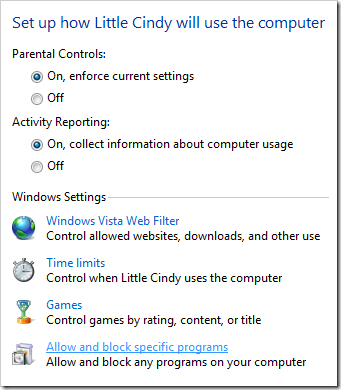 Set up how Little Cindy will use the computer
Parental Controls:
On, enforce current settings
Off
Activity Reporting:
On, collect information about computer usage
Off
Windows Settings
Windows Vista Web Filter
Control allowed websites, downloads, and other use
Time limits
Control when Little Cindy uses the computer
Games
Control games by rating, content, or title
Allow and block specific programs
Allow and block any programs on your computer